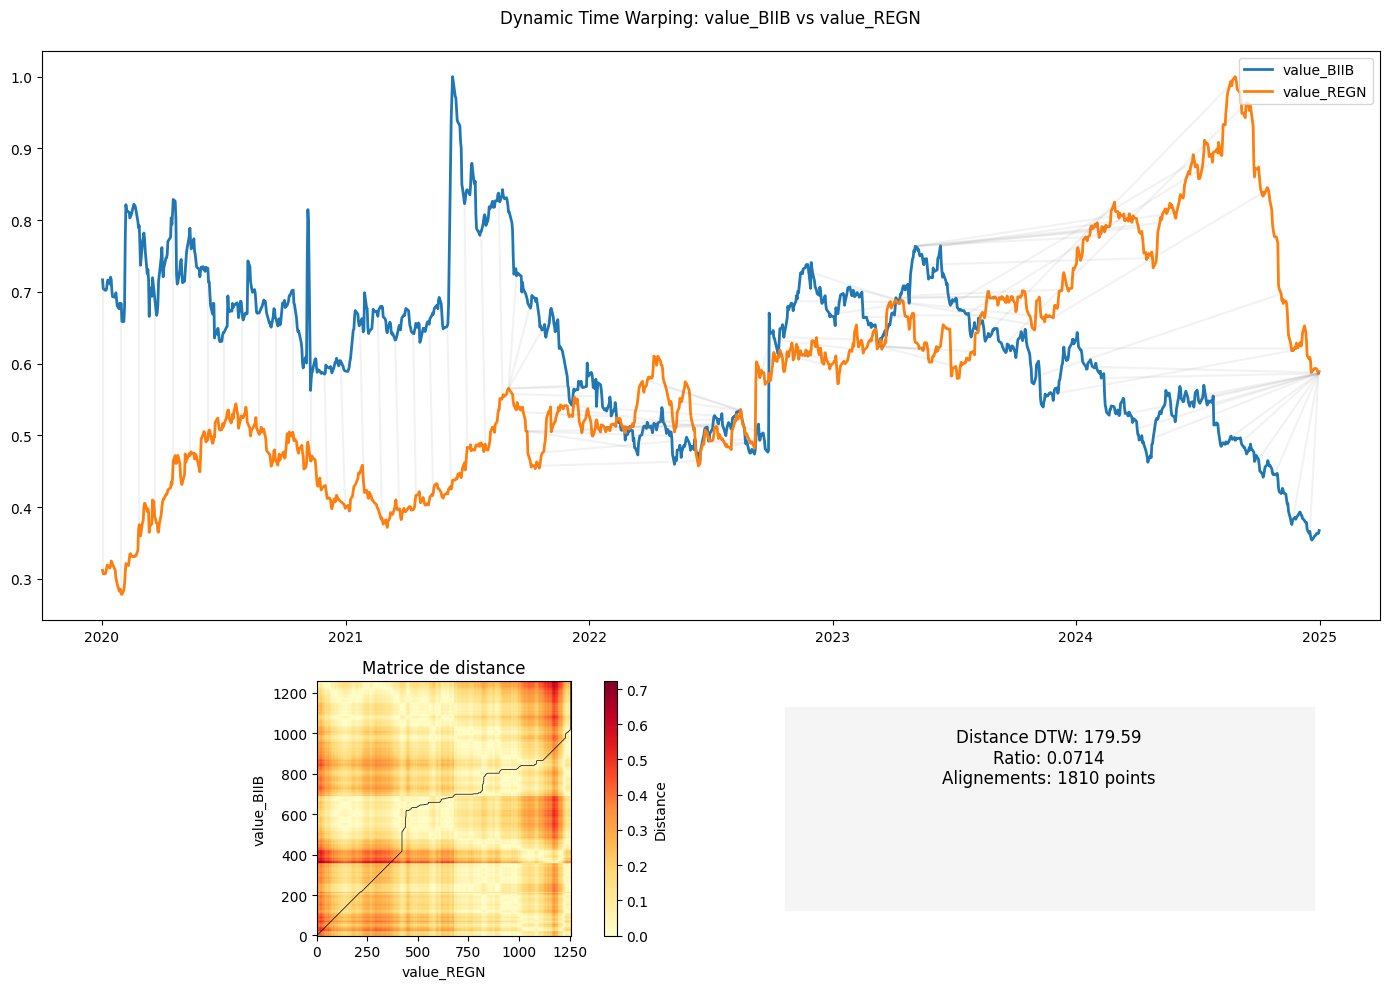 Dynamic Time Warping: value_BIIB vs value_REGN
1.0
0.9
0.8
0.7
0.6
0.5
0.4
0.3
value_BIIB
value_REGN
2020 2021 2022 2023 2024 2025
Matrice de distance
1200
1000
800
600
400
200
0
value_BIIB
0 250 500 750 1000 1250
value_REGN
0.7
0.6
0.5
0.4
0.3
0.2
0.1
0.0
Distance
Distance DTW: 179.59
Ratio: 0.0714
Alignements: 1810 points